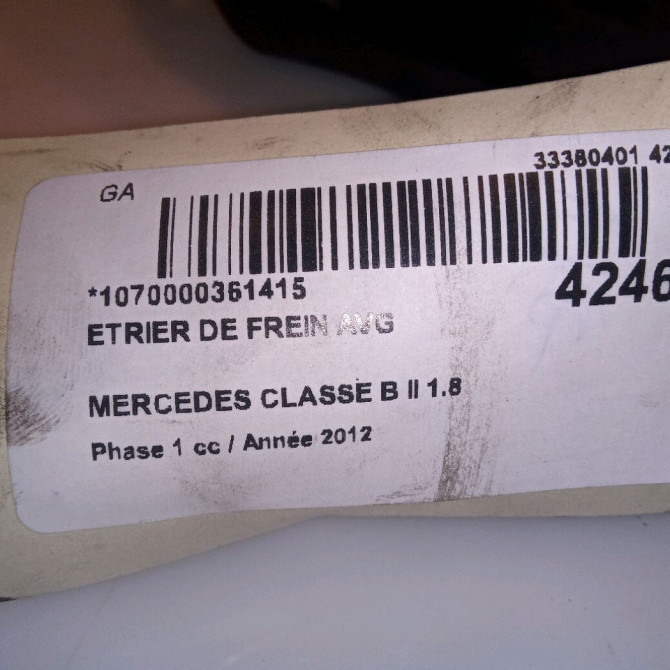 33380401 42
GA
*1070000361415
4246
ETRIER DE FREIN AVG
MERCEDES CLASSE B II 1.8
Phase 1 cc / Année 2012